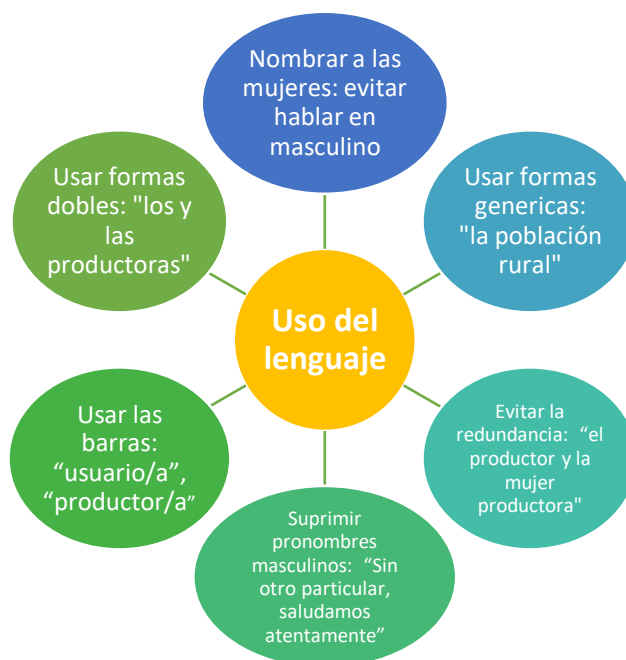 Nombrar a las
mujeres: evitar
hablar en
masculino
Usar formas
genericas:
"la población
rural"
Evitar la
redundancia: “el
productor y la
mujer
productora"
Suprimir
pronombres
masculinos: “Sin
otro particular,
saludamos
atentamente”
Usar las
barras:
“usuario/a”,
“productor/a”
Usar formas
dobles: "los y
las
productoras"
Uso del
lenguaje